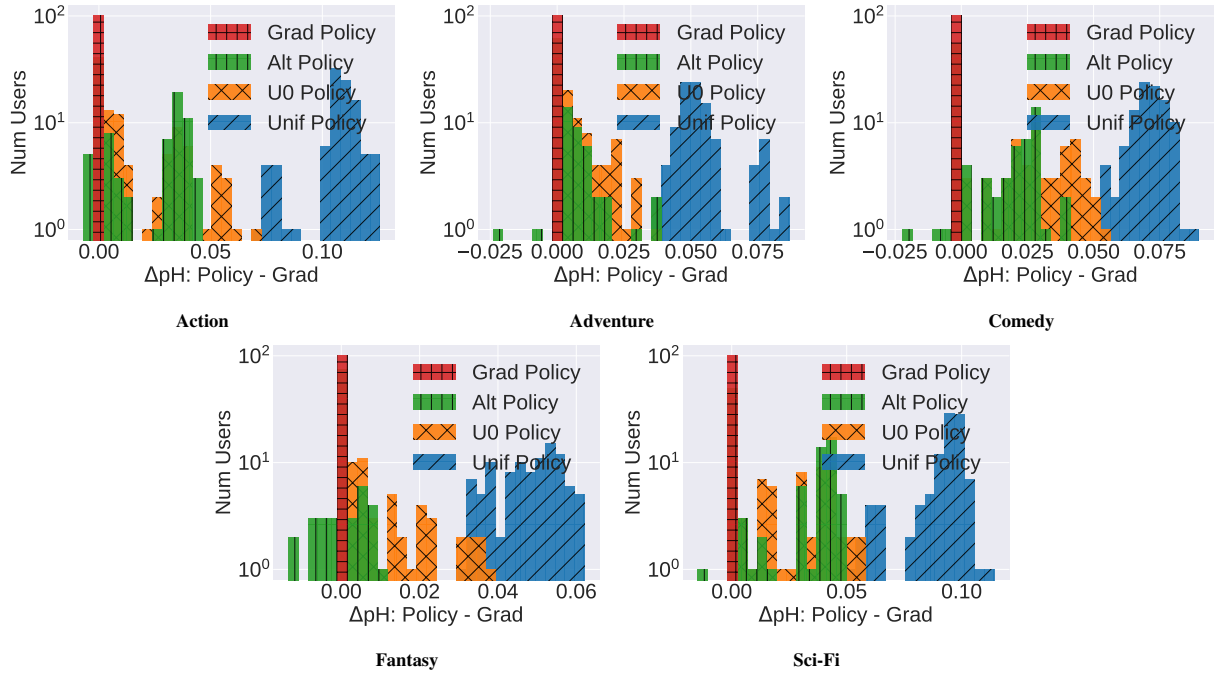 10²
10¹
10⁰
Num Users
Grad Policy
Alt Policy
U0 Policy
Unif Policy
0.00 0.05 0.10
ΔpH: Policy - Grad
Action
10²
10¹
10⁰
Num Users
Grad Policy
Alt Policy
U0 Policy
Unif Policy
−0.025 0.000 0.025 0.050 0.075
ΔpH: Policy - Grad
Adventure
10²
10¹
10⁰
Num Users
Grad Policy
Alt Policy
U0 Policy
Unif Policy
−0.025 0.000 0.025 0.050 0.075
ΔpH: Policy - Grad
Comedy
10²
10¹
10⁰
Num Users
Grad Policy
Alt Policy
U0 Policy
Unif Policy
0.00 0.02 0.04 0.06
ΔpH: Policy - Grad
Fantasy
10²
10¹
10⁰
Num Users
Grad Policy
Alt Policy
U0 Policy
Unif Policy
0.00 0.05 0.10
ΔpH: Policy - Grad
Sci-Fi